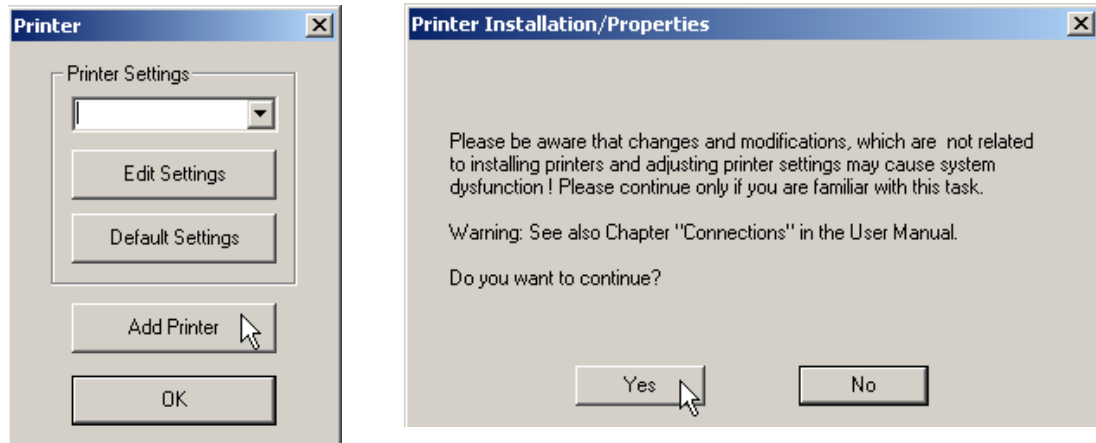 Printer
Printer Settings
Edit Settings
Default Settings
Add Printer
OK
Printer Installation/Properties
Please be aware that changes and modifications, which are  not related
to installing printers and adjusting printer settings may cause system
dysfunction ! Please continue only if you are familiar with this task.
Warning: See also Chapter "Connections" in the User Manual.
Do you want to continue?
Yes
No